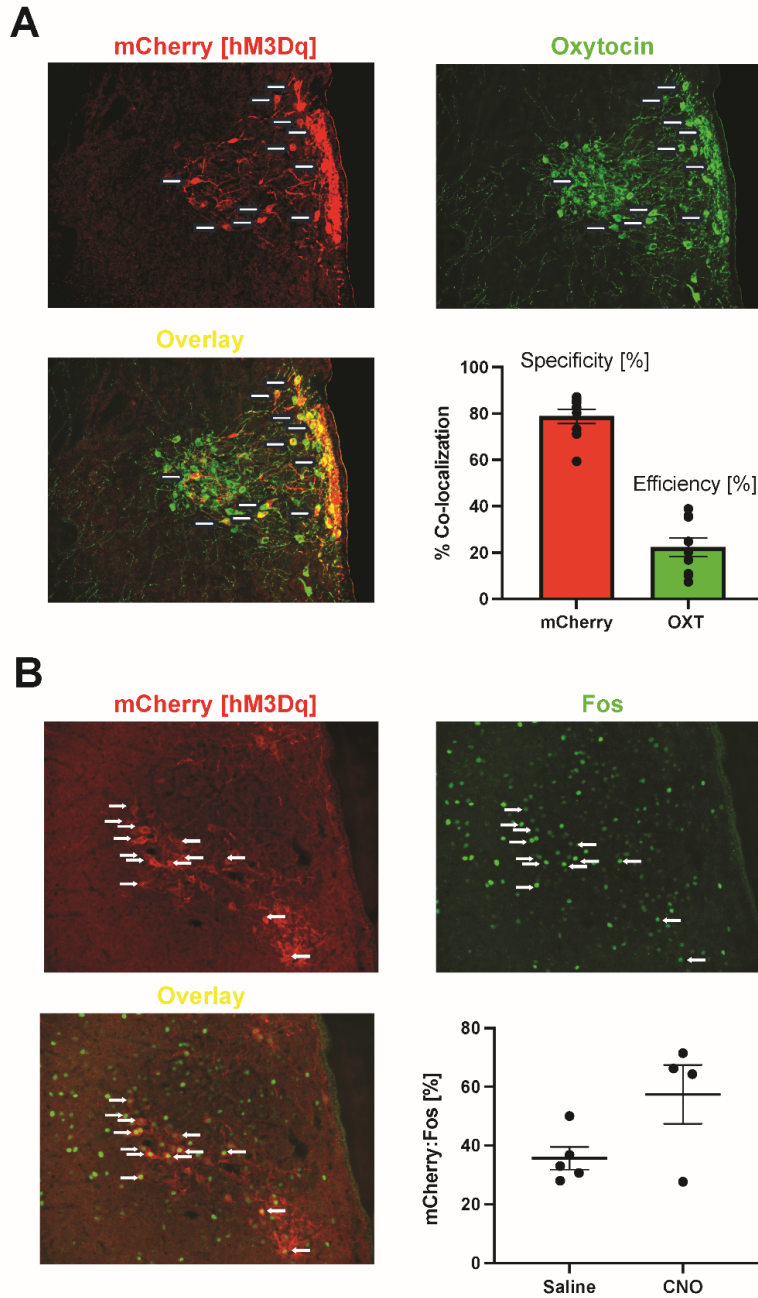 A
mCherry [hM3Dq]
Oxytocin
Overlay
% Co-localization
100
80
60
40
20
0
Specificity [%]
Efficiency [%]
mCherry
OXT
B
mCherry [hM3Dq]
Fos
Overlay
mCherry:Fos [%]
80
60
40
20
0
Saline
CNO